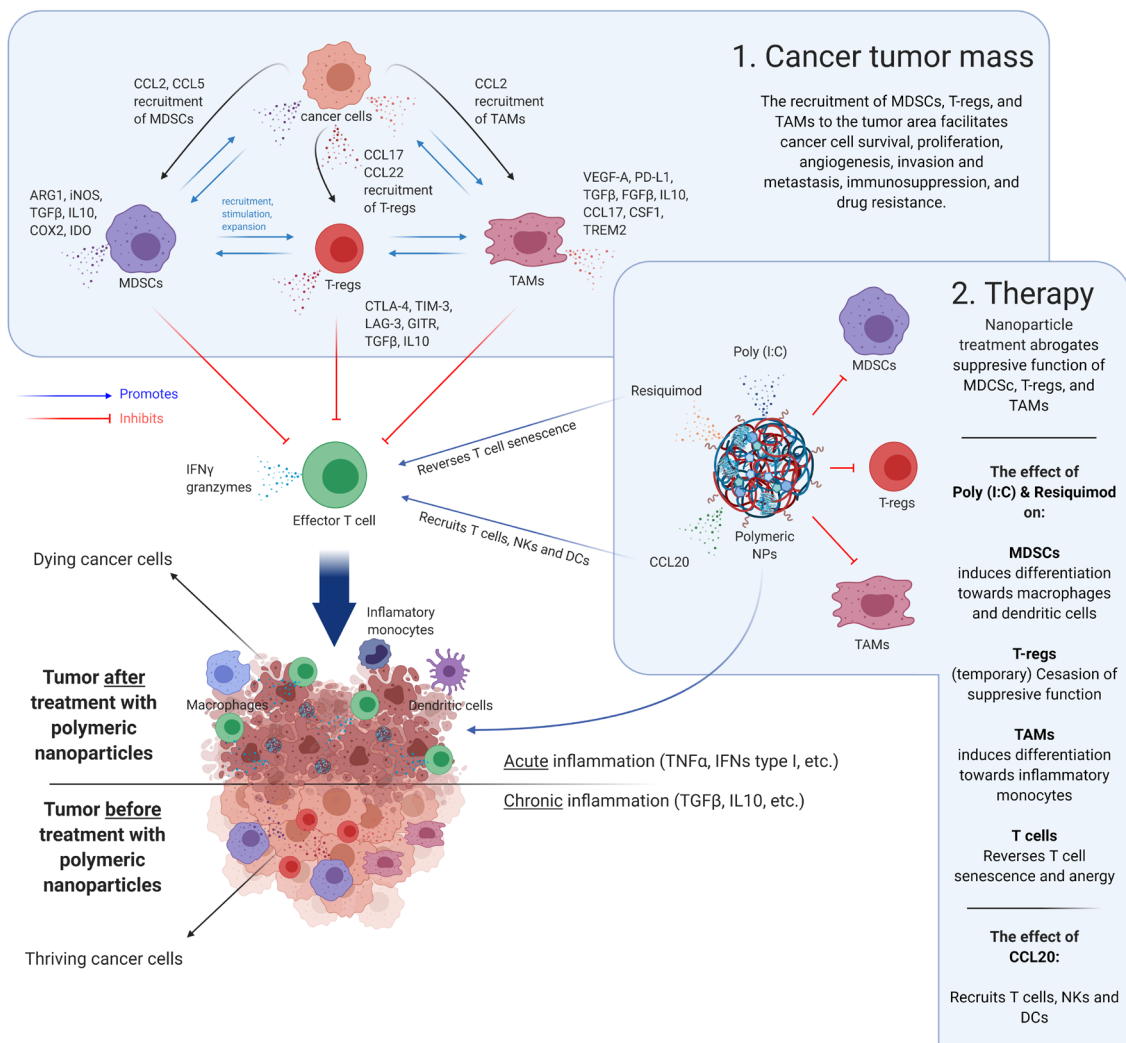 1. Cancer tumor mass
The recruitment of MDSCs, T-regs, and
TAMs to the tumor area facilitates
cancer cell survival, proliferation,
angiogenesis, invasion and
metastasis, immunosuppression, and
drug resistance.
CCL2, CCL5
recruitment
of MDSCs
cancer cells
CCL2
recruitment
of TAMs
CCL17
CCL22
recruitment
of T-regs
ARG1, iNOS,
TGFβ, IL10,
COX2, IDO
recruitment,
stimulation,
expansion
VEGF-A, PD-L1,
TGFβ, FGFβ, IL10,
CCL17, CSF1,
TREM2
MDSCs
T-regs
TAMs
CTLA-4, TIM-3,
LAG-3, GITR,
TGFβ, IL10
Promotes
Inhibits
IFNγ
granzymes
Effector T cell
Reverses T cell senescence
Recruits T cells, NKs and DCs
2. Therapy
Nanoparticle
treatment abrogates
suppresive function of
MDCSc, T-regs, and
TAMs
Poly (I:C)
Resiquimod
CCL20
Polymeric
NPs
MDSCs
T-regs
TAMs
The effect of
Poly (I:C) & Resiquimod
on:
MDSCs
induces differentiation
towards macrophages
and dendritic cells
T-regs
(temporary) Cesasion of
suppresive function
TAMs
induces differentiation
towards inflammatory
monocytes
T cells
Reverses T cell
senescence and anergy
The effect of
CCL20:
Recruits T cells, NKs and
DCs
Dying cancer cells
Inflamatory
monocytes
Macrophages
Dendritic cells
Tumor after
treatment with
polymeric
nanoparticles
Acute inflammation (TNFα, IFNs type I, etc.)
Chronic inflammation (TGFβ, IL10, etc.)
Tumor before
treatment with
polymeric
nanoparticles
Thriving cancer cells